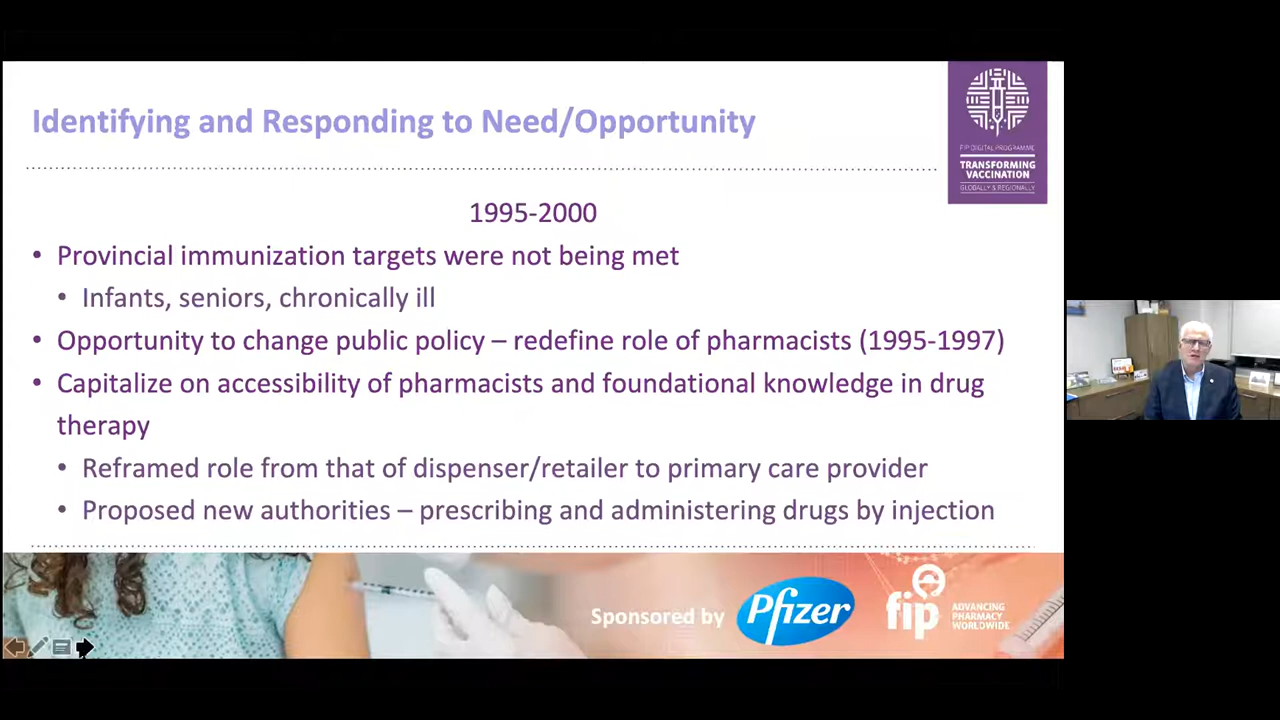 Identifying and Responding to Need/Opportunity
FIP DIGITAL PROGRAMME
TRANSFORMING
VACCINATION
GLOBALLY & REGIONALLY
1995-2000
• Provincial immunization targets were not being met
• Infants, seniors, chronically ill
• Opportunity to change public policy – redefine role of pharmacists (1995-1997)
• Capitalize on accessibility of pharmacists and foundational knowledge in drug
therapy
• Reframed role from that of dispenser/retailer to primary care provider
• Proposed new authorities – prescribing and administering drugs by injection
Sponsored by
Pfizer
fip
ADVANCING
PHARMACY
WORLDWIDE